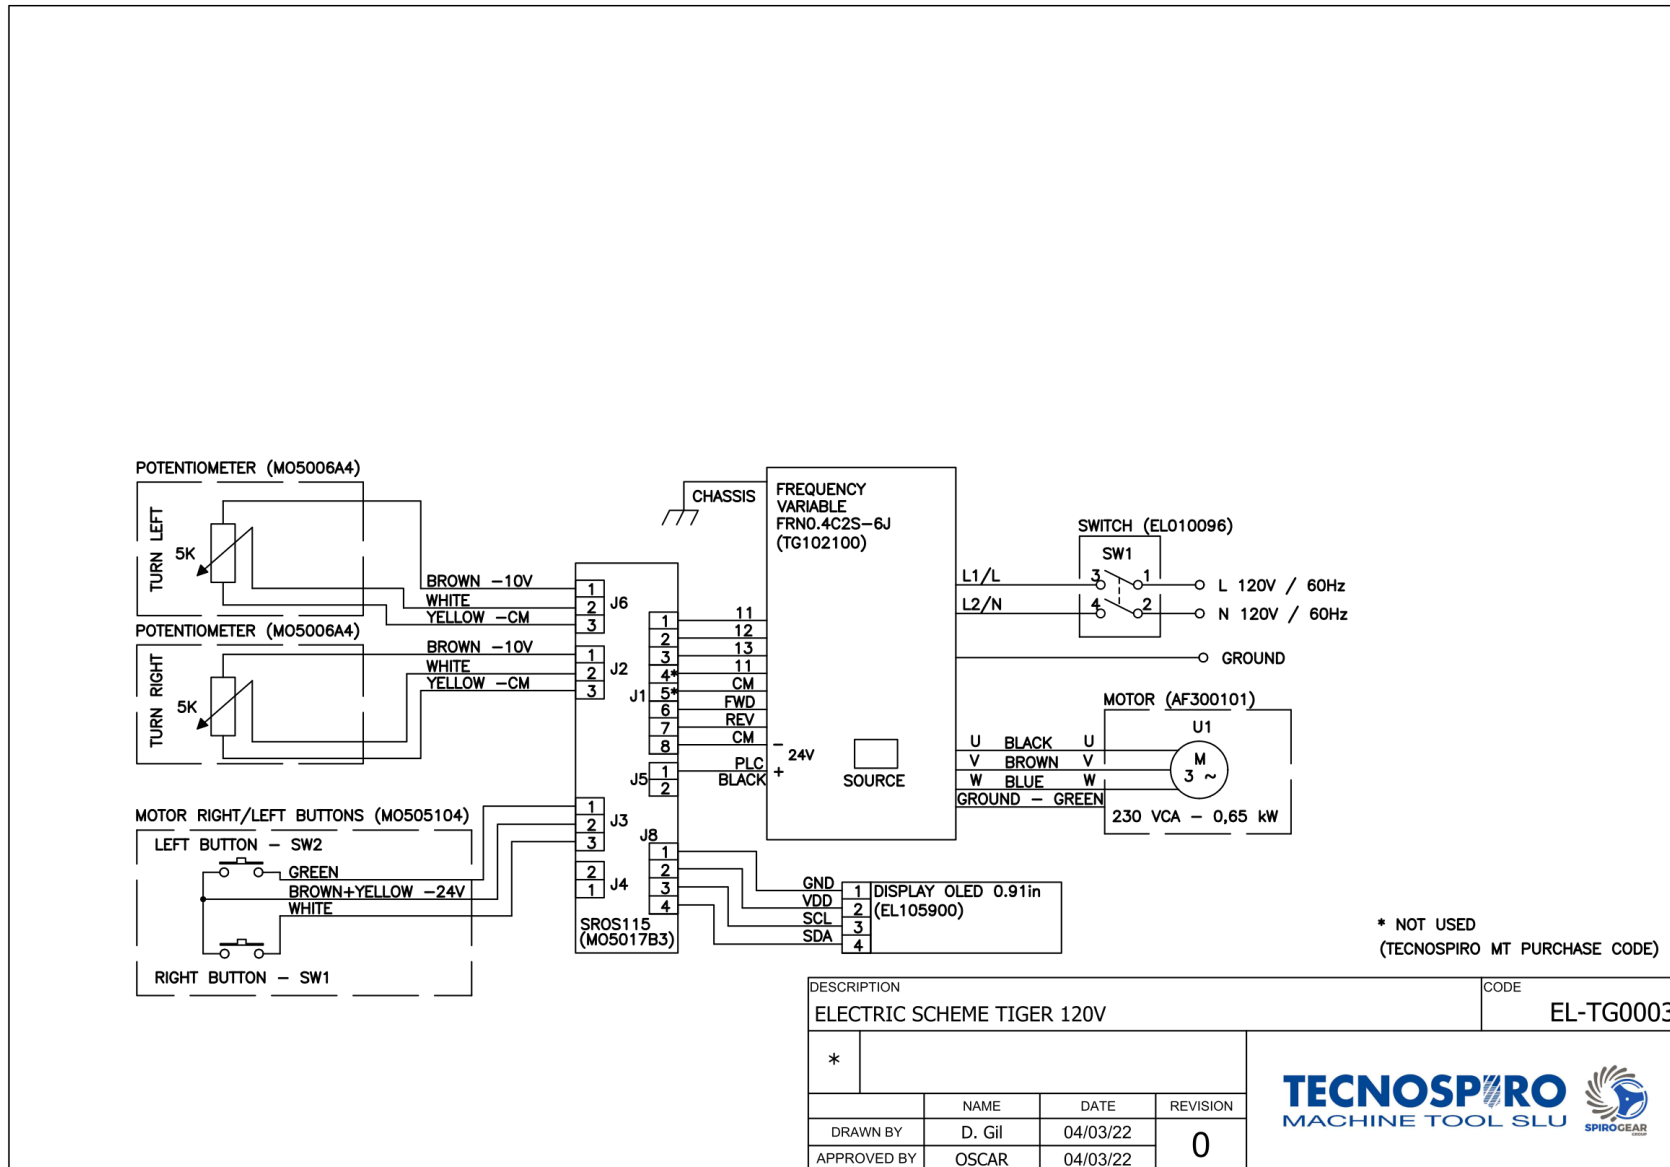 POTENTIOMETER (MO5006A4)
TURN LEFT
5K
BROWN -10V
WHITE
YELLOW -CM
1
2
3
J6
POTENTIOMETER (MO5006A4)
TURN RIGHT
5K
BROWN -10V
WHITE
YELLOW -CM
1
2
3
J2
MOTOR RIGHT/LEFT BUTTONS (MO505104)
LEFT BUTTON - SW2
GREEN
BROWN+YELLOW -24V
WHITE
RIGHT BUTTON - SW1
1
2
3
J3
2
1
J4
SROS115
(MO5017B3)
J1
1
2
3
4*
5*
6
7
8
J5
1
2
J8
1
2
3
4
11
12
13
11
CM
FWD
REV
CM
PLC
BLACK
-
24V
+
CHASSIS
FREQUENCY
VARIABLE
FRN0.4C2S-6J
(TG102100)
SOURCE
GND
VDD
SCL
SDA
1
2
3
4
DISPLAY OLED 0.91in
(EL105900)
L1/L
L2/N
SWITCH (EL010096)
SW1
3 1
4 2
L 120V / 60Hz
N 120V / 60Hz
GROUND
MOTOR (AF300101)
U1
U BLACK U
V BROWN V
W BLUE W
GROUND - GREEN
M
3 ~
230 VCA - 0,65 kW
* NOT USED
(TECNOSPIRO MT PURCHASE CODE)
DESCRIPTION
ELECTRIC SCHEME TIGER 120V
CODE
EL-TG0003
*
NAME DATE REVISION
DRAWN BY D. Gil 04/03/22
0
APPROVED BY OSCAR 04/03/22
TECNOSPIRO
MACHINE TOOL SLU
SPIROGEAR
GROUP